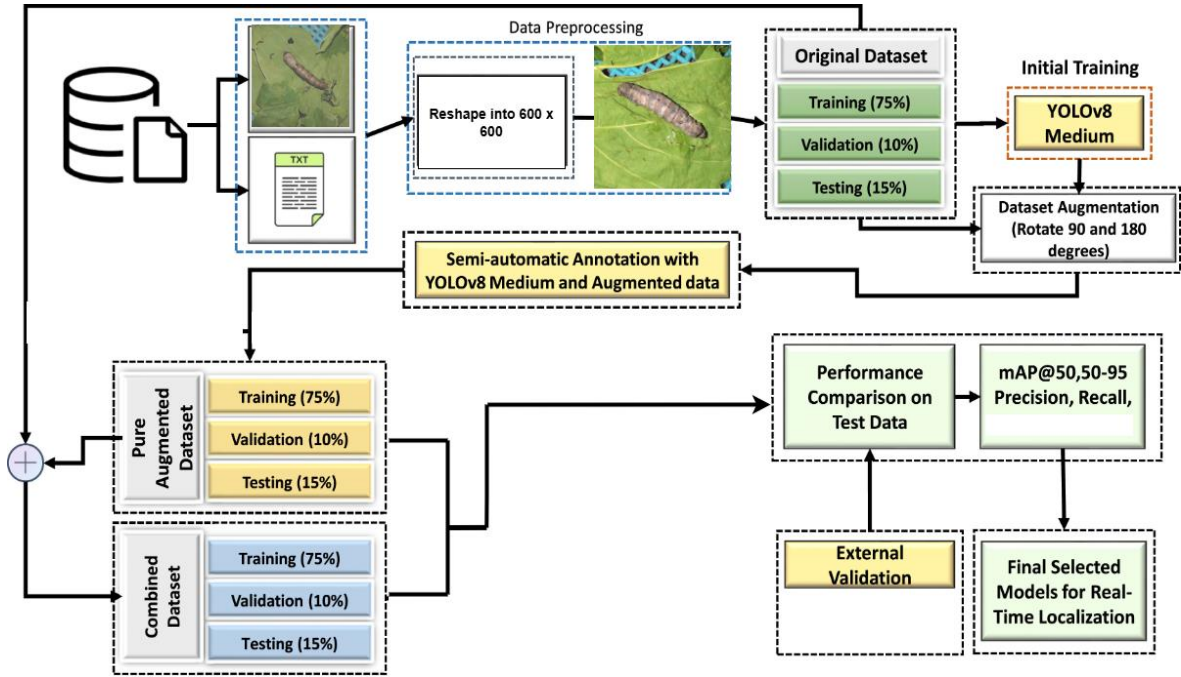 Data Preprocessing
TXT
Reshape into 600 x
600
Original Dataset
Training (75%)
Validation (10%)
Testing (15%)
Initial Training
YOLOv8
Medium
Dataset Augmentation
(Rotate 90 and 180
degrees)
Semi-automatic Annotation with
YOLOv8 Medium and Augmented data
Pure
Augmented
Dataset
Training (75%)
Validation (10%)
Testing (15%)
Combined
Dataset
Training (75%)
Validation (10%)
Testing (15%)
Performance
Comparison on
Test Data
mAP@50,50-95
Precision, Recall,
External
Validation
Final Selected
Models for Real-
Time Localization